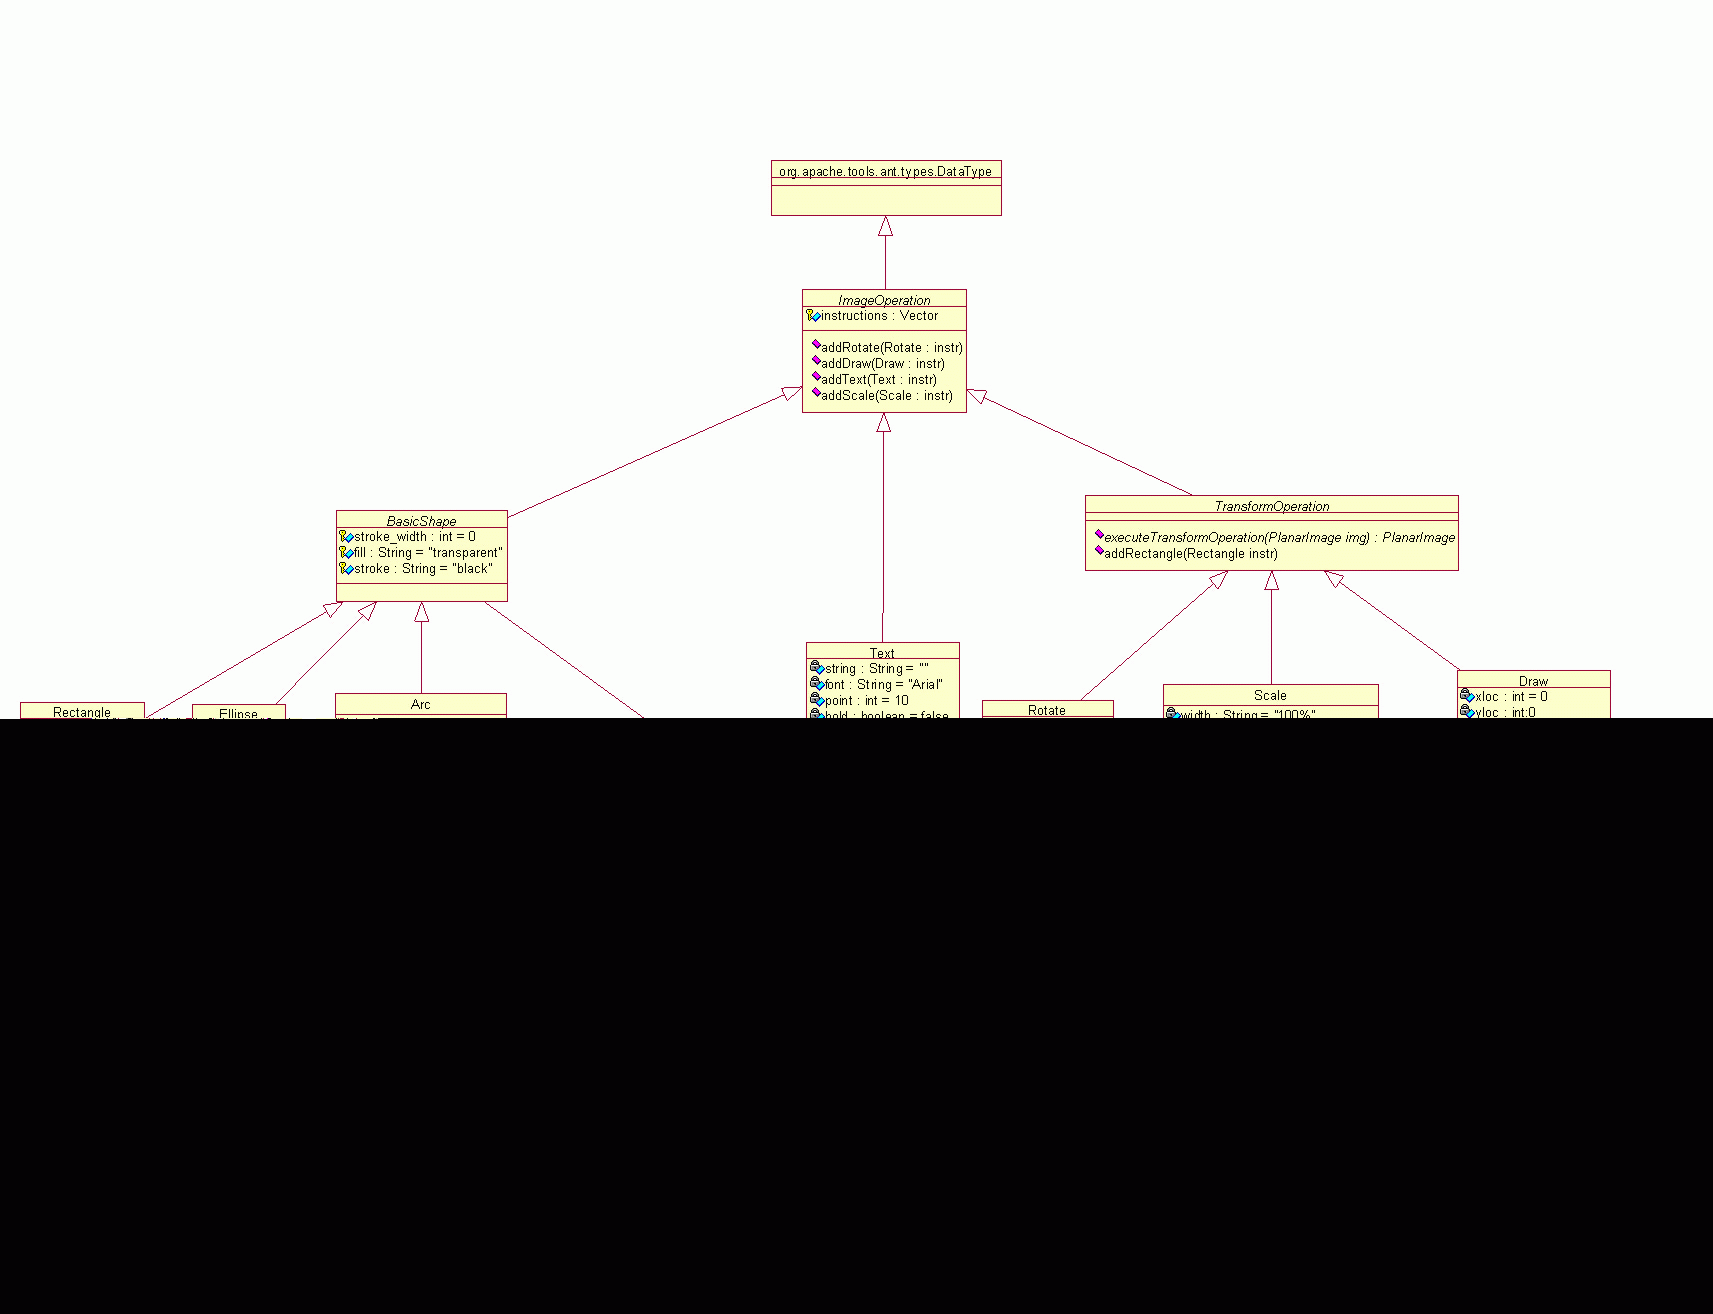 org.apache.tools.ant.types.DataType
ImageOperation
instructions : Vector
addRotate(Rotate : instr)
addDraw(Draw : instr)
addText(Text : instr)
addScale(Scale : instr)
BasicShape
stroke_width : int = 0
fill : String = "transparent"
stroke : String = "black"
TransformOperation
executeTransformOperation(PlanarImage img) : PlanarImage
addRectangle(Rectangle instr)
Rectangle
Ellipse
Arc
Text
string : String = ""
font : String = "Arial"
point : int = 10
bold : boolean = false
Rotate
Scale
width : String = "100%"
Draw
xloc : int = 0
yloc : int:0